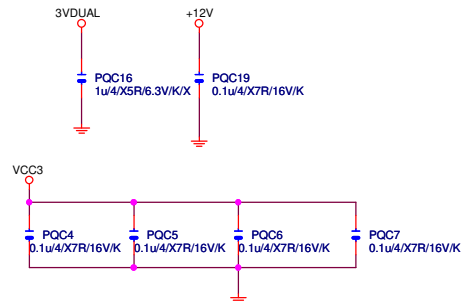 3VDUAL
+12V
PQC16
1u/4/X5R/6.3V/K/X
PQC19
0.1u/4/X7R/16V/K
VCC3
PQC4
0.1u/4/X7R/16V/K
PQC5
0.1u/4/X7R/16V/K
PQC6
0.1u/4/X7R/16V/K
PQC7
0.1u/4/X7R/16V/K